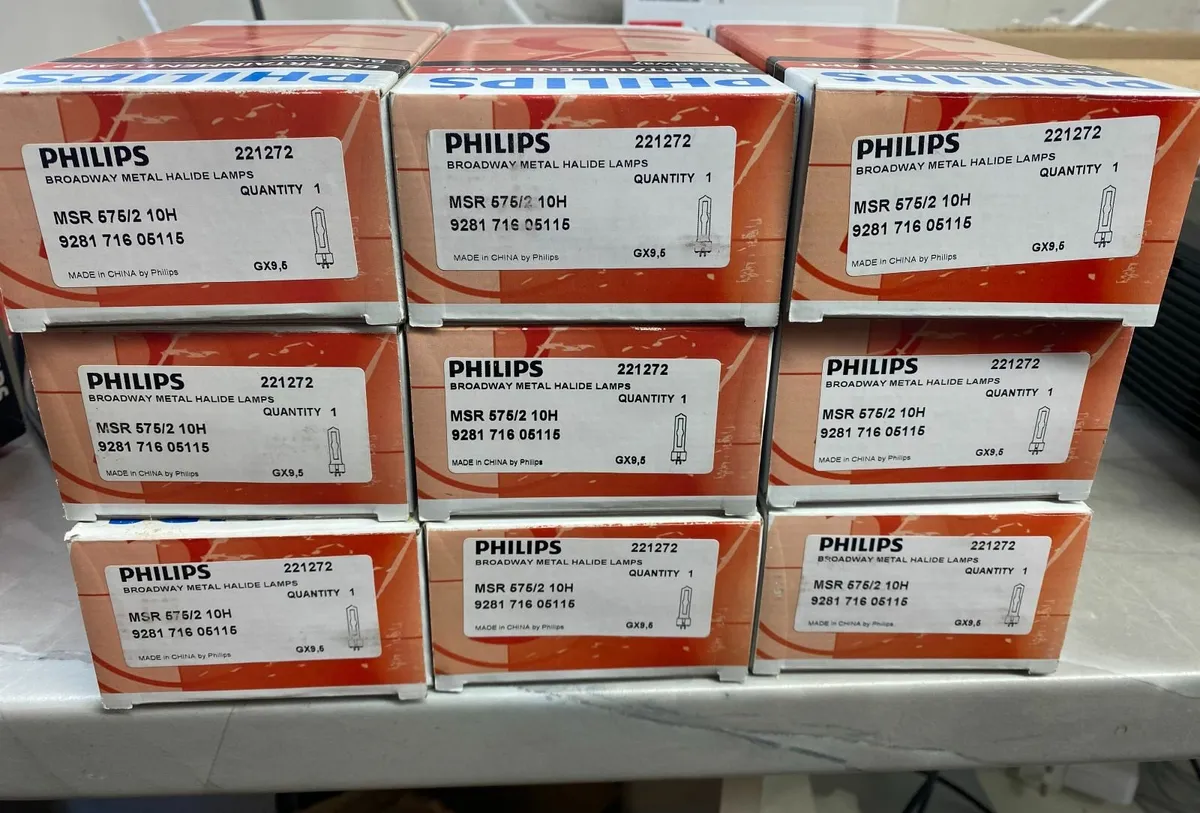 PHILIPS
ENTERTAINMENT LAMP
PHILIPS
PHILIPS
PHILIPS 221272
BROADWAY METAL HALIDE LAMPS
QUANTITY 1
MSR 575/2 10H
9281 716 05115
MADE in CHINA by Philips GX9,5
PHILIPS 221272
BROADWAY METAL HALIDE LAMPS
QUANTITY 1
MSR 575/2 10H
9281 716 05115
MADE in CHINA by Philips GX9,5
PHILIPS 221272
BROADWAY METAL HALIDE LAMPS
QUANTITY 1
MSR 575/2 10H
9281 716 05115
MADE in CHINA by Philips GX9,5
PHILIPS 221272
BROADWAY METAL HALIDE LAMPS
QUANTITY 1
MSR 575/2 10H
9281 716 05115
MADE in CHINA by Philips GX9,5
PHILIPS 221272
BROADWAY METAL HALIDE LAMPS
QUANTITY 1
MSR 575/2 10H
9281 716 05115
MADE in CHINA by Philips GX9,5
PHILIPS 221272
BROADWAY METAL HALIDE LAMPS
QUANTITY 1
MSR 575/2 10H
9281 716 05115
MADE in CHINA by Philips GX9,5
PHILIPS 221272
BROADWAY METAL HALIDE LAMPS
QUANTITY 1
MSR 575/2 10H
9281 716 05115
MADE in CHINA by Philips GX9,5
PHILIPS 221272
BROADWAY METAL HALIDE LAMPS
QUANTITY 1
MSR 575/2 10H
9281 716 05115
MADE in CHINA by Philips GX9,5
PHILIPS 221272
BROADWAY METAL HALIDE LAMPS
QUANTITY 1
MSR 575/2 10H
9281 716 05115
MADE in CHINA by Philips GX9,5